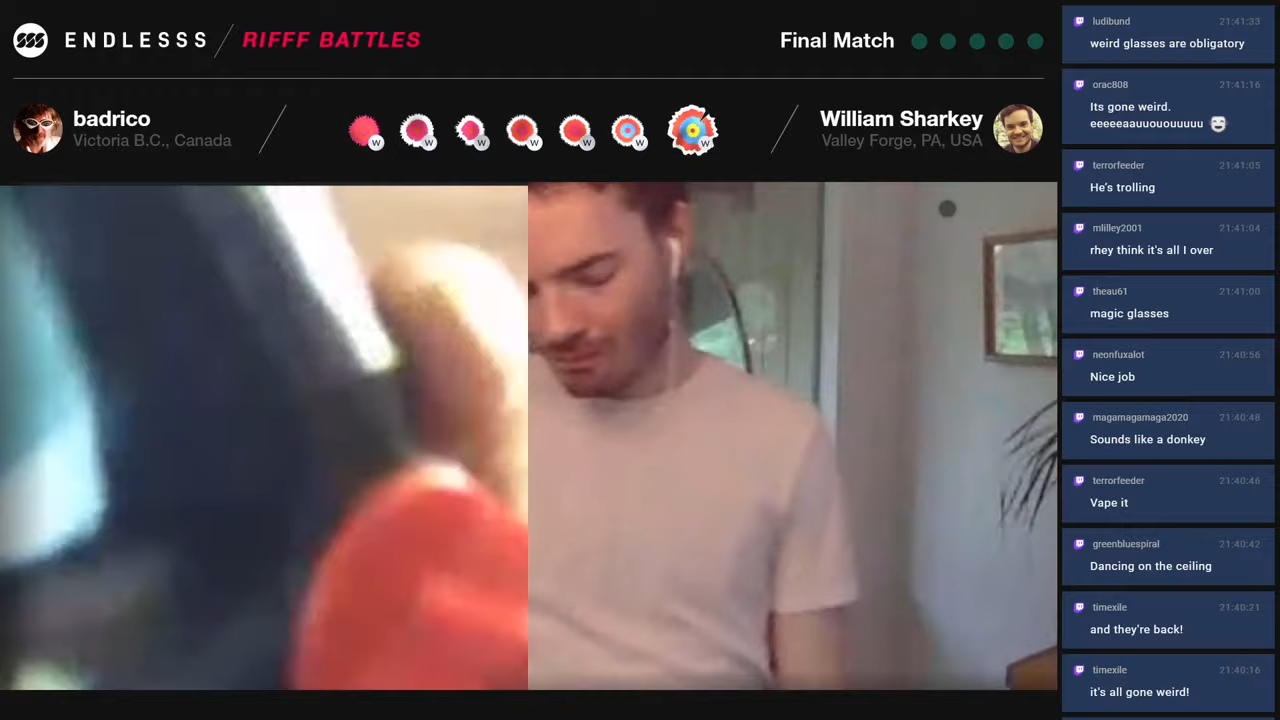 ENDLESSS / RIFFF BATTLES
Final Match
badrico
Victoria B.C., Canada
W W W W W W W
William Sharkey
Valley Forge, PA, USA
ludibund 21:41:33
weird glasses are obligatory
orac808 21:41:16
Its gone weird.
eeeeeaauuououuuuu
terrorfeeder 21:41:05
He's trolling
mlilley2001 21:41:04
rhey think it's all I over
theau61 21:41:00
magic glasses
neonfuxalot 21:40:56
Nice job
magamagamaga2020 21:40:48
Sounds like a donkey
terrorfeeder 21:40:46
Vape it
greenbluespiral 21:40:42
Dancing on the ceiling
timexile 21:40:21
and they're back!
timexile 21:40:16
it's all gone weird!